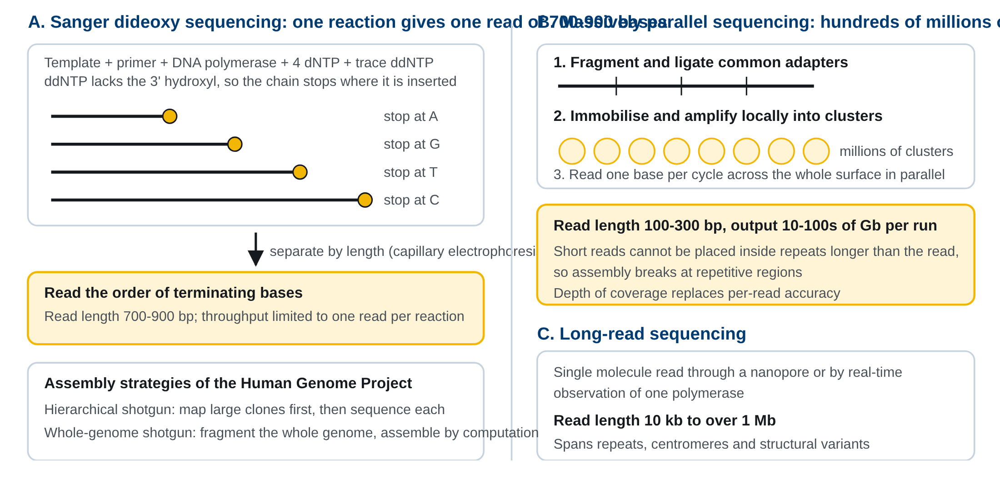 A. Sanger dideoxy sequencing: one reaction gives one read of 700-900 bases
Template + primer + DNA polymerase + 4 dNTP + trace ddNTP
ddNTP lacks the 3' hydroxyl, so the chain stops where it is inserted
stop at A
stop at G
stop at T
stop at C
separate by length (capillary electrophoresi
Read the order of terminating bases
Read length 700-900 bp; throughput limited to one read per reaction
Assembly strategies of the Human Genome Project
Hierarchical shotgun: map large clones first, then sequence each
Whole-genome shotgun: fragment the whole genome, assemble by computation
B. Massively parallel sequencing: hundreds of millions
1. Fragment and ligate common adapters
2. Immobilise and amplify locally into clusters
millions of clusters
3. Read one base per cycle across the whole surface in parallel
Read length 100-300 bp, output 10-100s of Gb per run
Short reads cannot be placed inside repeats longer than the read,
so assembly breaks at repetitive regions
Depth of coverage replaces per-read accuracy
C. Long-read sequencing
Single molecule read through a nanopore or by real-time
observation of one polymerase
Read length 10 kb to over 1 Mb
Spans repeats, centromeres and structural variants